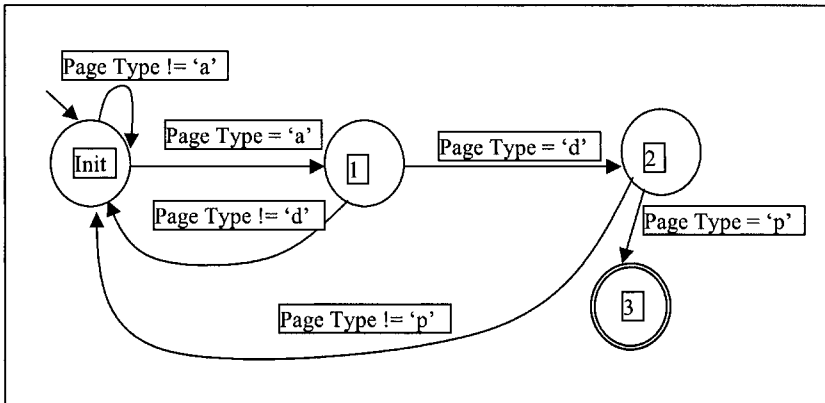 Page Type != ‘a’
Page Type = ‘a’
Page Type = ‘d’
Init
1
2
Page Type != ‘d’
Page Type = ‘p’
3
Page Type != ‘p’